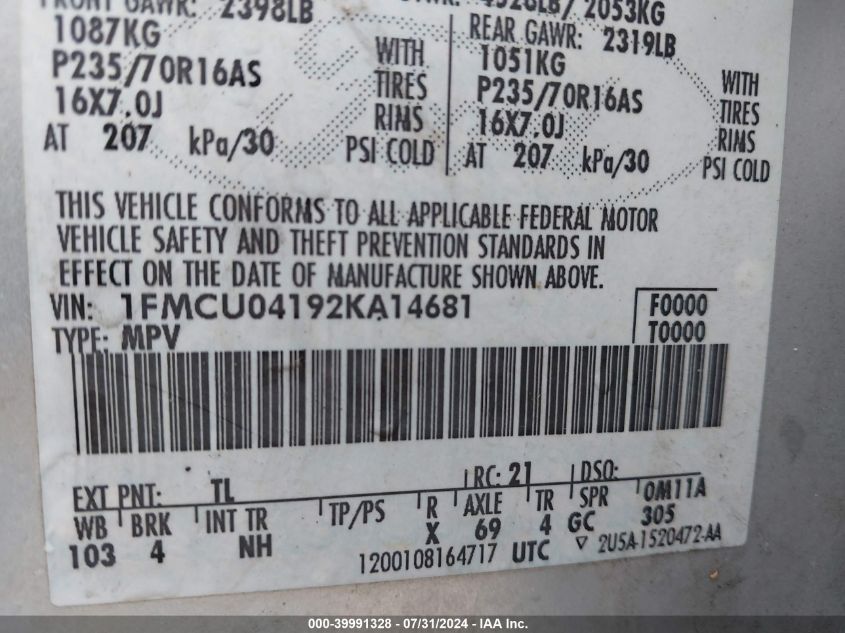 FRONT GAWR: 2398LB
1087KG WITH
P235/70R16AS TIRES
16X7.0J RIMS
AT 207 kPa/30 PSI COLD
2053KG
REAR GAWR: 2319LB
1051KG WITH
P235/70R16AS TIRES
16X7.0J RIMS
AT 207 kPa/30 PSI COLD
THIS VEHICLE CONFORMS TO ALL APPLICABLE FEDERAL MOTOR
VEHICLE SAFETY AND THEFT PREVENTION STANDARDS IN
EFFECT ON THE DATE OF MANUFACTURE SHOWN ABOVE.
VIN: 1FMCU04192KA14681 F0000
TYPE: MPV T0000
EXT PNT: TL RC: 21 DSO:
WB BRK INT TR TP/PS R AXLE TR SPR 0M11A
103 4 NH X 69 4 GC 305
1200108164717 UTC ▽ 2U5A-1520472-AA
000-39991328 - 07/31/2024 - IAA Inc.